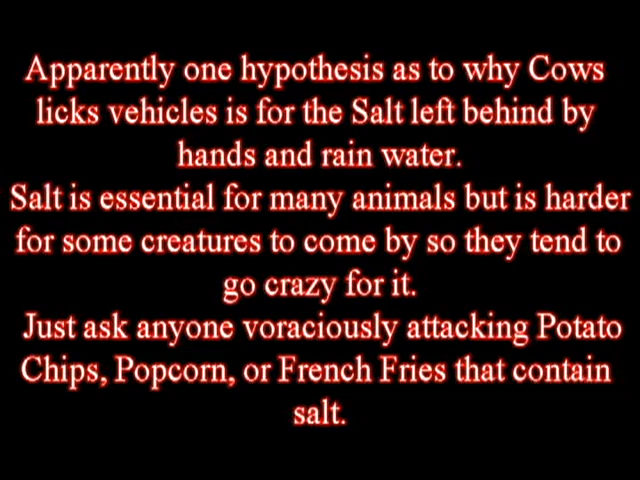 Apparently one hypothesis as to why Cows
licks vehicles is for the Salt left behind by
hands and rain water.
Salt is essential for many animals but is harder
for some creatures to come by so they tend to
go crazy for it.
Just ask anyone voraciously attacking Potato
Chips, Popcorn, or French Fries that contain
salt.